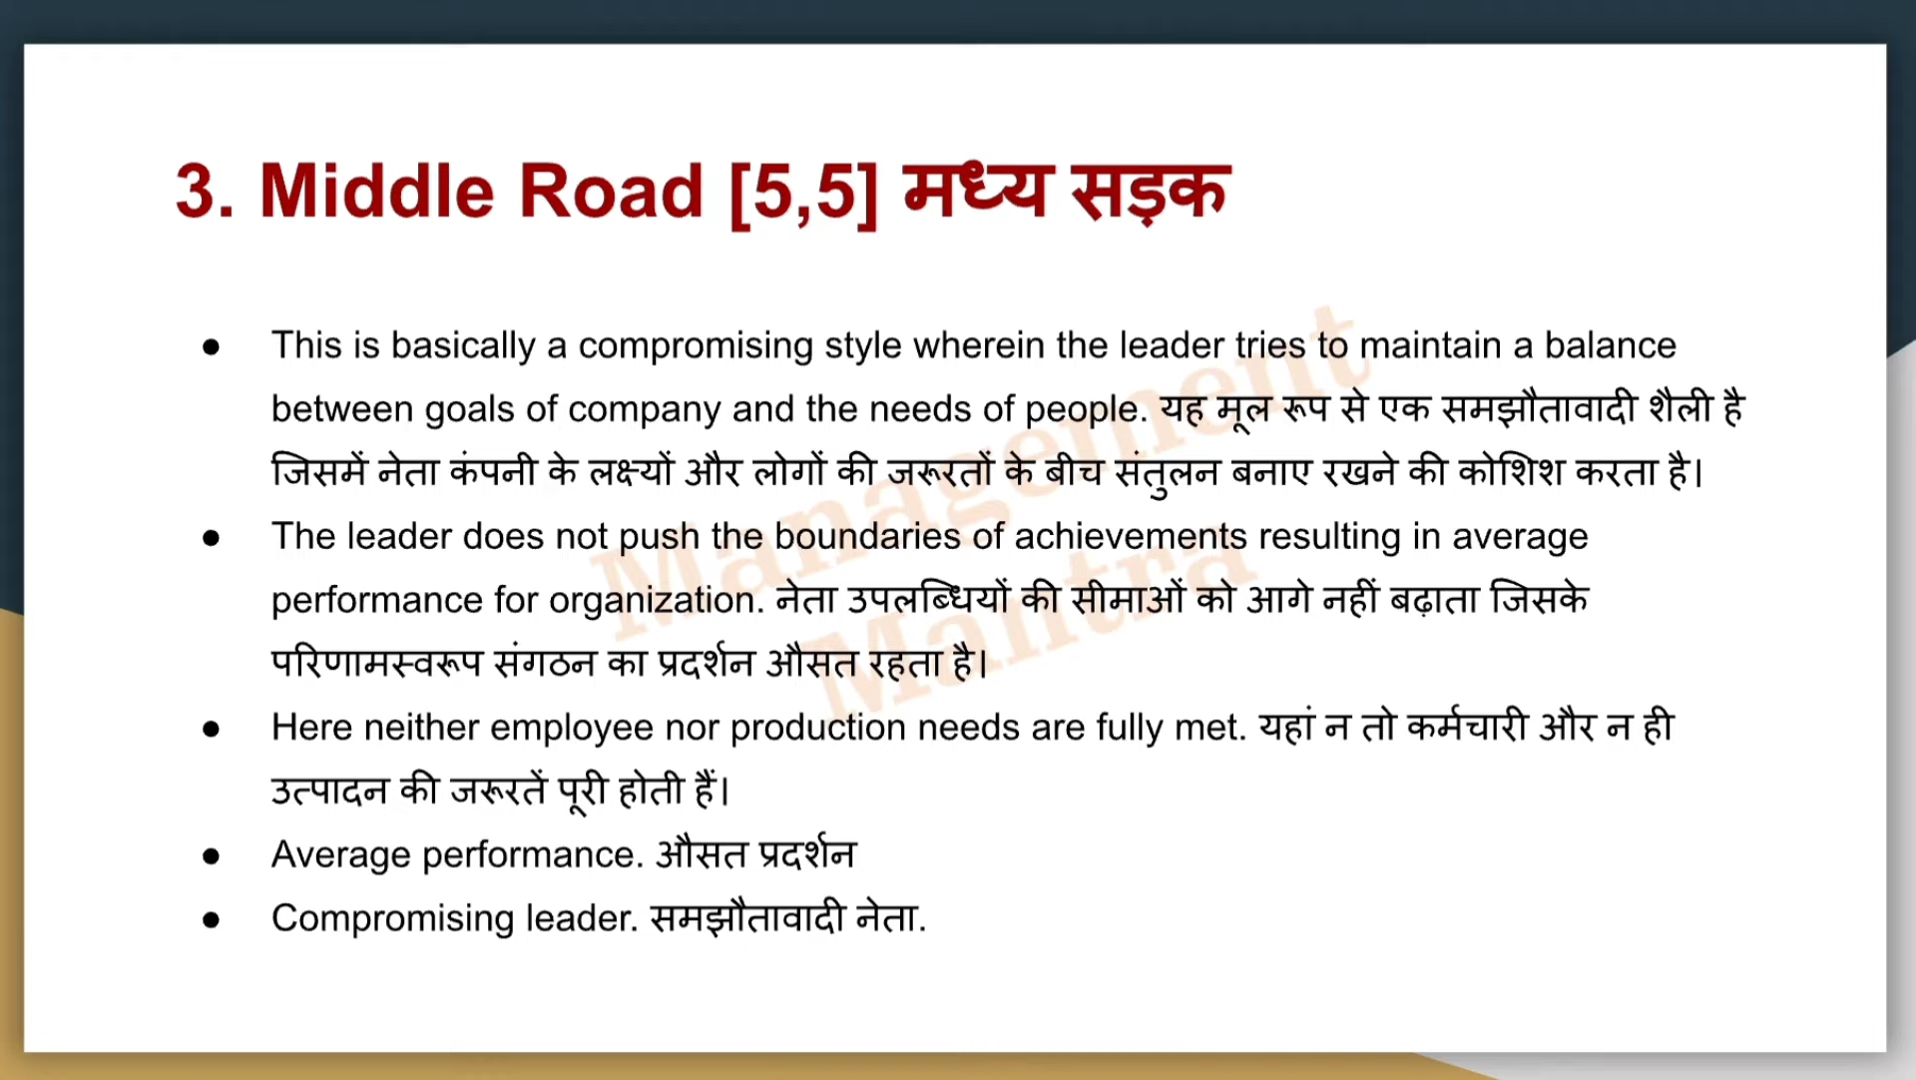 3. Middle Road [5,5] मध्य सड़क
● This is basically a compromising style wherein the leader tries to maintain a balance
between goals of company and the needs of people. यह मूल रूप से एक समझौतावादी शैली है
जिसमें नेता कंपनी के लक्ष्यों और लोगों की जरूरतों के बीच संतुलन बनाए रखने की कोशिश करता है।
● The leader does not push the boundaries of achievements resulting in average
performance for organization. नेता उपलब्धियों की सीमाओं को आगे नहीं बढ़ाता जिसके
परिणामस्वरूप संगठन का प्रदर्शन औसत रहता है।
● Here neither employee nor production needs are fully met. यहां न तो कर्मचारी और न ही
उत्पादन की जरूरतें पूरी होती हैं।
● Average performance. औसत प्रदर्शन
● Compromising leader. समझौतावादी नेता.
Management
Mantra